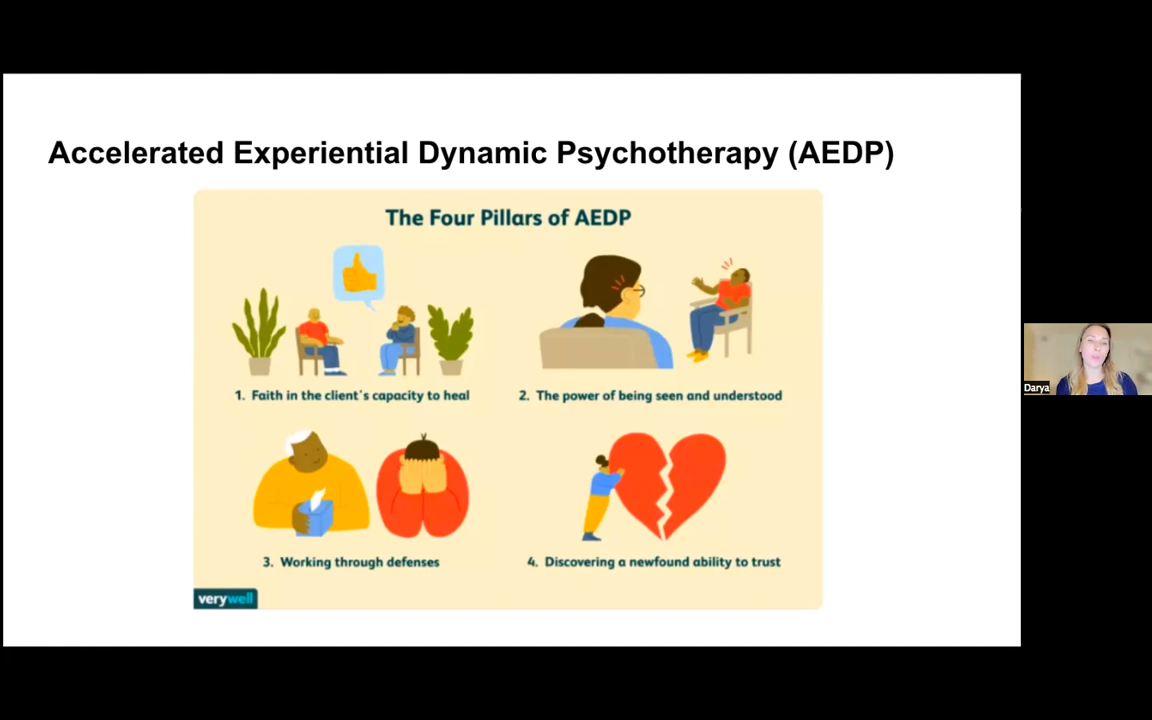 Accelerated Experiential Dynamic Psychotherapy (AEDP)
The Four Pillars of AEDP
1. Faith in the client's capacity to heal
2. The power of being seen and understood
3. Working through defenses
4. Discovering a newfound ability to trust
verywell
Darya